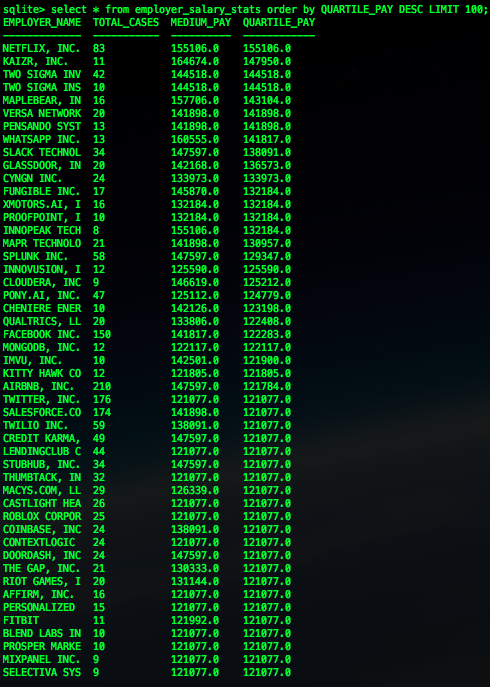 sqlite> select * from employer_salary_stats order by QUARTILE_PAY DESC LIMIT 100;
EMPLOYER_NAME  TOTAL_CASES  MEDIUM_PAY  QUARTILE_PAY
-------------  -----------  ----------  ------------
NETFLIX, INC.  83           155106.0    155106.0
KAIZR, INC.    11           164674.0    147950.0
TWO SIGMA INV  42           144518.0    144518.0
TWO SIGMA INS  10           144518.0    144518.0
MAPLEBEAR, IN  16           157706.0    143104.0
VERSA NETWORK  20           141898.0    141898.0
PENSANDO SYST  13           141898.0    141898.0
WHATSAPP INC.  13           160555.0    141817.0
SLACK TECHNOL  34           147597.0    138091.0
GLASSDOOR, IN  20           142168.0    136573.0
CYNGN INC.     24           133973.0    133973.0
FUNGIBLE INC.  17           145870.0    132184.0
XMOTORS.AI, I  16           132184.0    132184.0
PROOFPOINT, I  10           132184.0    132184.0
INNOPEAK TECH  8            155106.0    132184.0
MAPR TECHNOLO  21           141898.0    130957.0
SPLUNK INC.    58           147597.0    129347.0
INNOVUSION, I  12           125590.0    125590.0
CLOUDERA, INC  9            146619.0    125212.0
PONY.AI, INC.  47           125112.0    124779.0
CHENIERE ENER  10           142126.0    123198.0
QUALTRICS, LL  20           133806.0    122408.0
FACEBOOK INC.  150          141817.0    122283.0
MONGODB, INC.  12           122117.0    122117.0
IMVU, INC.     10           142501.0    121900.0
KITTY HAWK CO  12           121805.0    121805.0
AIRBNB, INC.   210          147597.0    121784.0
TWITTER, INC.  176          121077.0    121077.0
SALESFORCE.CO  174          141898.0    121077.0
TWILIO INC.    59           138091.0    121077.0
CREDIT KARMA,  49           147597.0    121077.0
LENDINGCLUB C  44           121077.0    121077.0
STUBHUB, INC.  34           147597.0    121077.0
THUMBTACK, IN  32           121077.0    121077.0
MACYS.COM, LL  29           126339.0    121077.0
CASTLIGHT HEA  26           121077.0    121077.0
ROBLOX CORPOR  25           121077.0    121077.0
COINBASE, INC  24           138091.0    121077.0
CONTEXTLOGIC   24           121077.0    121077.0
DOORDASH, INC  24           147597.0    121077.0
THE GAP, INC.  21           130333.0    121077.0
RIOT GAMES, I  20           131144.0    121077.0
AFFIRM, INC.   16           121077.0    121077.0
PERSONALIZED   15           121077.0    121077.0
FITBIT         11           121992.0    121077.0
BLEND LABS IN  10           121077.0    121077.0
PROSPER MARKE  10           121077.0    121077.0
MIXPANEL INC.  9            121077.0    121077.0
SELECTIVA SYS  9            121077.0    121077.0